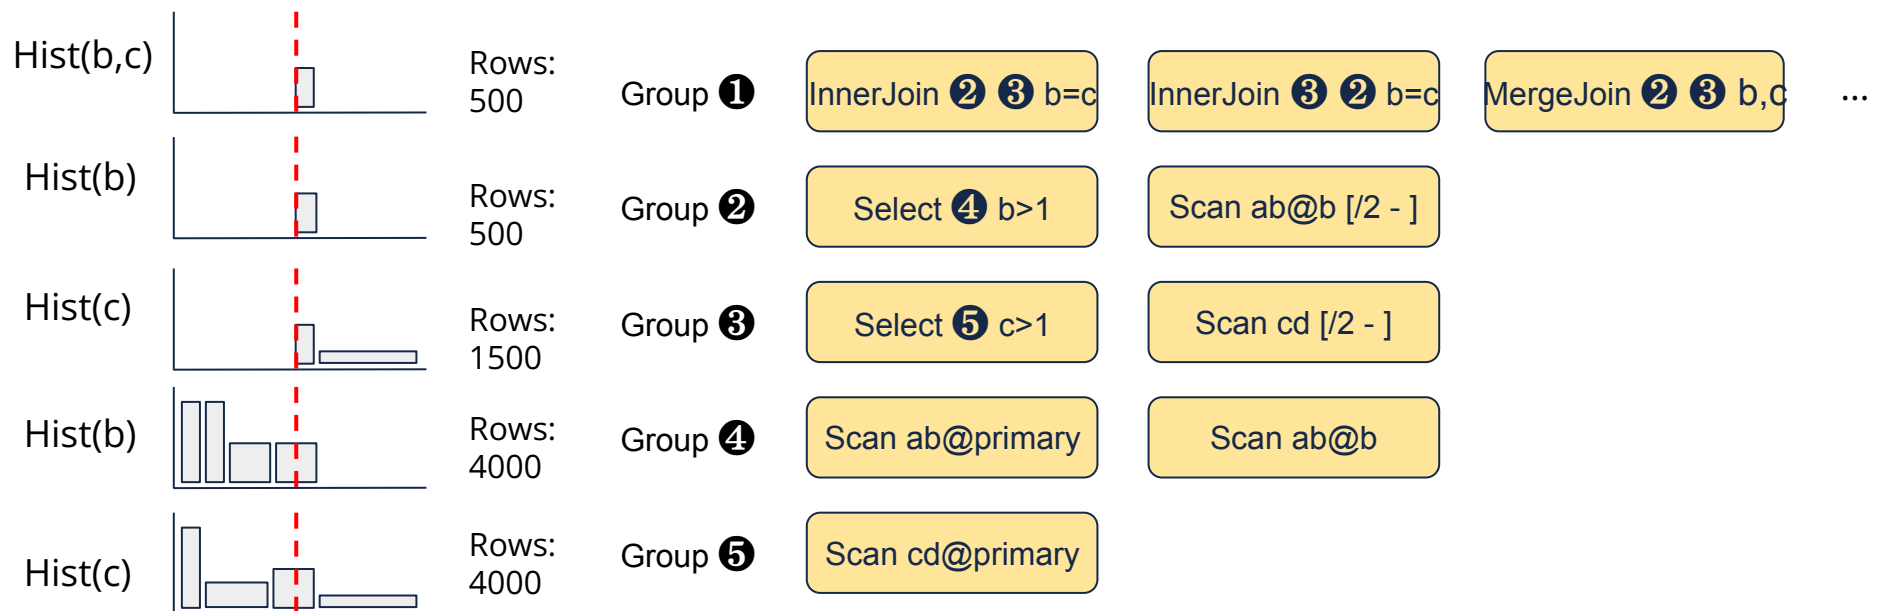 Hist(b,c)
Rows:
500
Group ❶
InnerJoin ❷ ❸ b=c
InnerJoin ❸ ❷ b=c
MergeJoin ❷ ❸ b,c
...
Hist(b)
Rows:
500
Group ❷
Select ❹ b>1
Scan ab@b [/2 - ]
Hist(c)
Rows:
1500
Group ❸
Select ❺ c>1
Scan cd [/2 - ]
Hist(b)
Rows:
4000
Group ❹
Scan ab@primary
Scan ab@b
Hist(c)
Rows:
4000
Group ❺
Scan cd@primary